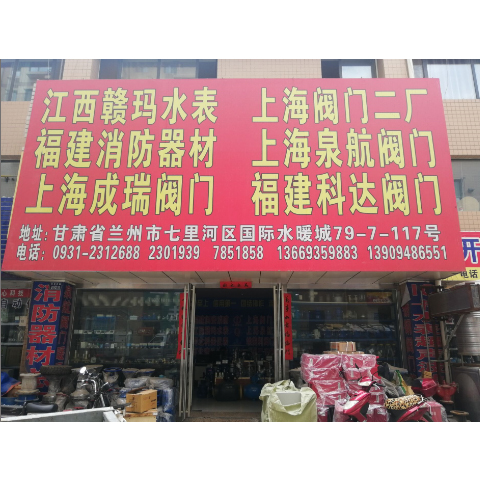 江西赣玛水表 上海阀门二厂
福建消防器材 上海泉航阀门
上海成瑞阀门 福建科达阀门
地址: 甘肃省兰州市七里河区国际水暖城79-7-117号
电话: 0931-2312688 2301939 7851858 13669359883 13909486551
消防器材
开
电话